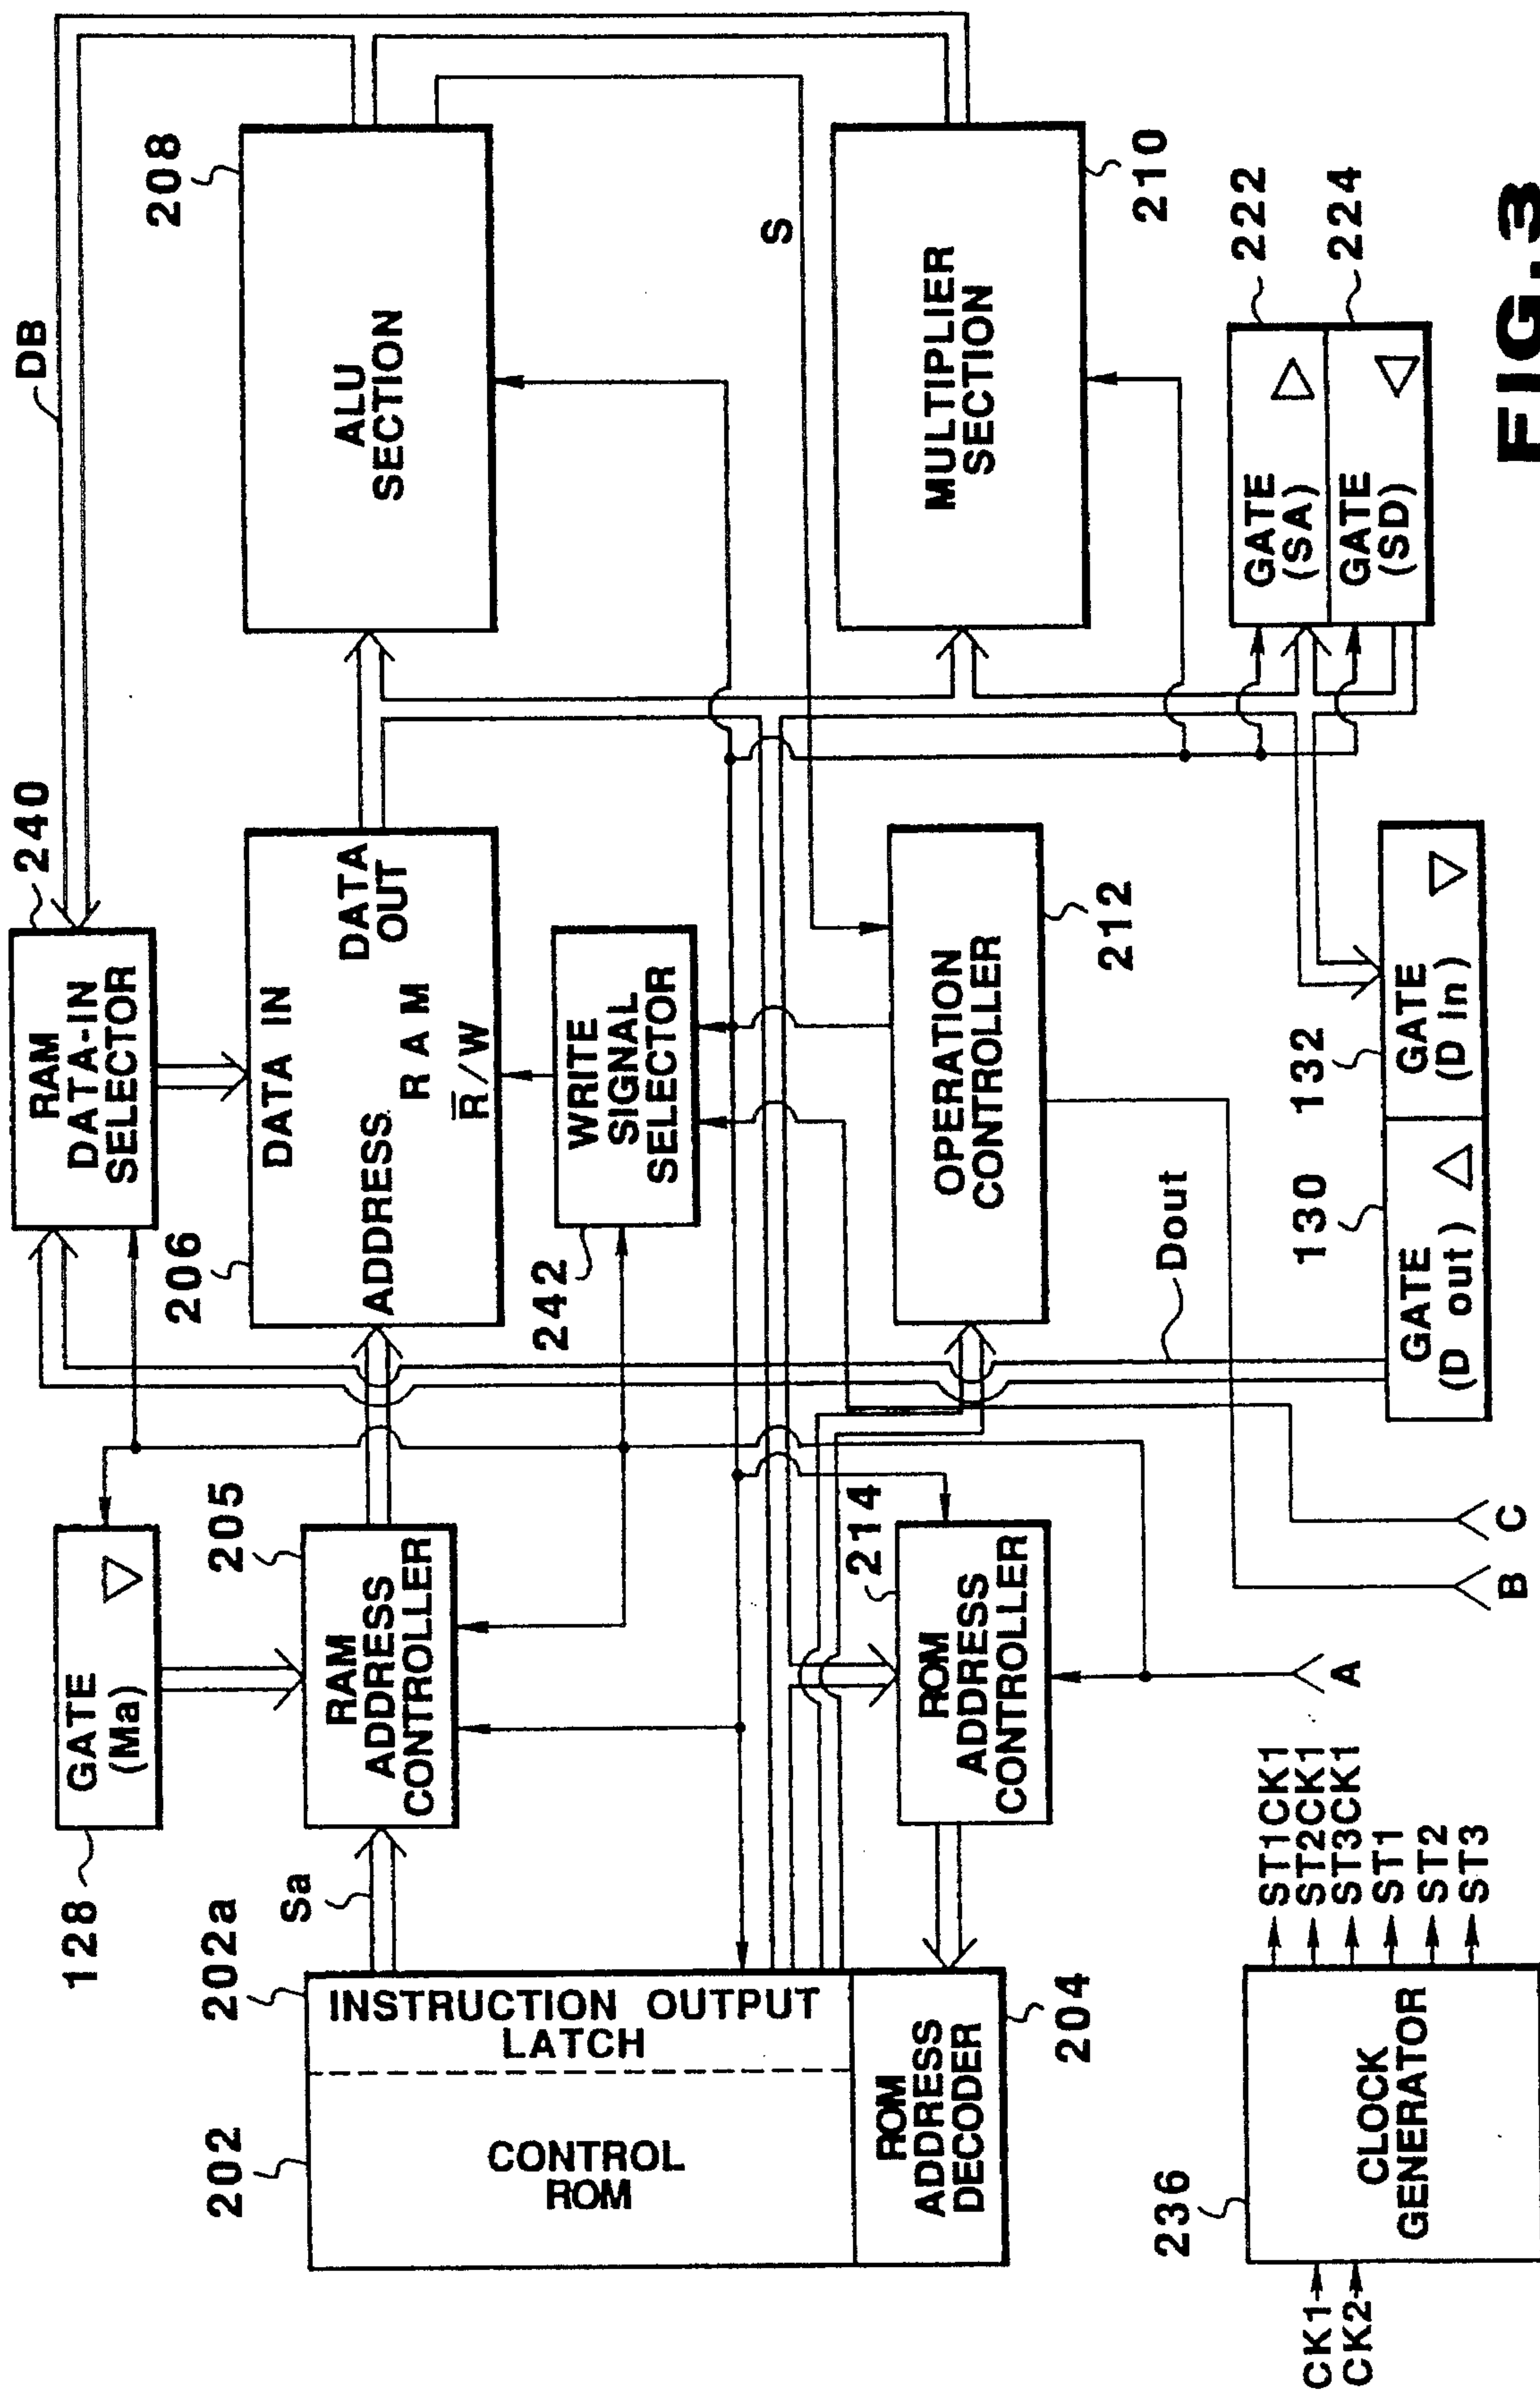 DB
240
RAM
DATA-IN
SELECTOR
208
ALU
SECTION
128
GATE
(Ma)
205
RAM
ADDRESS
CONTROLLER
Sa
206
DATA IN
ADDRESS
DATA
OUT
RAM
R̅/W
242
WRITE
SIGNAL
SELECTOR
S
210
MULTIPLIER
SECTION
202
CONTROL
ROM
202a
INSTRUCTION OUTPUT
LATCH
204
ROM
ADDRESS
DECODER
214
ROM
ADDRESS
CONTROLLER
212
OPERATION
CONTROLLER
222
GATE
(SA)
224
GATE
(SD)
Dout
130
GATE
(D out)
132
GATE
(D in)
236
CLOCK
GENERATOR
CK1
CK2
ST1CK1
ST2CK1
ST3CK1
ST1
ST2
ST3
A
B
C
FIG.3